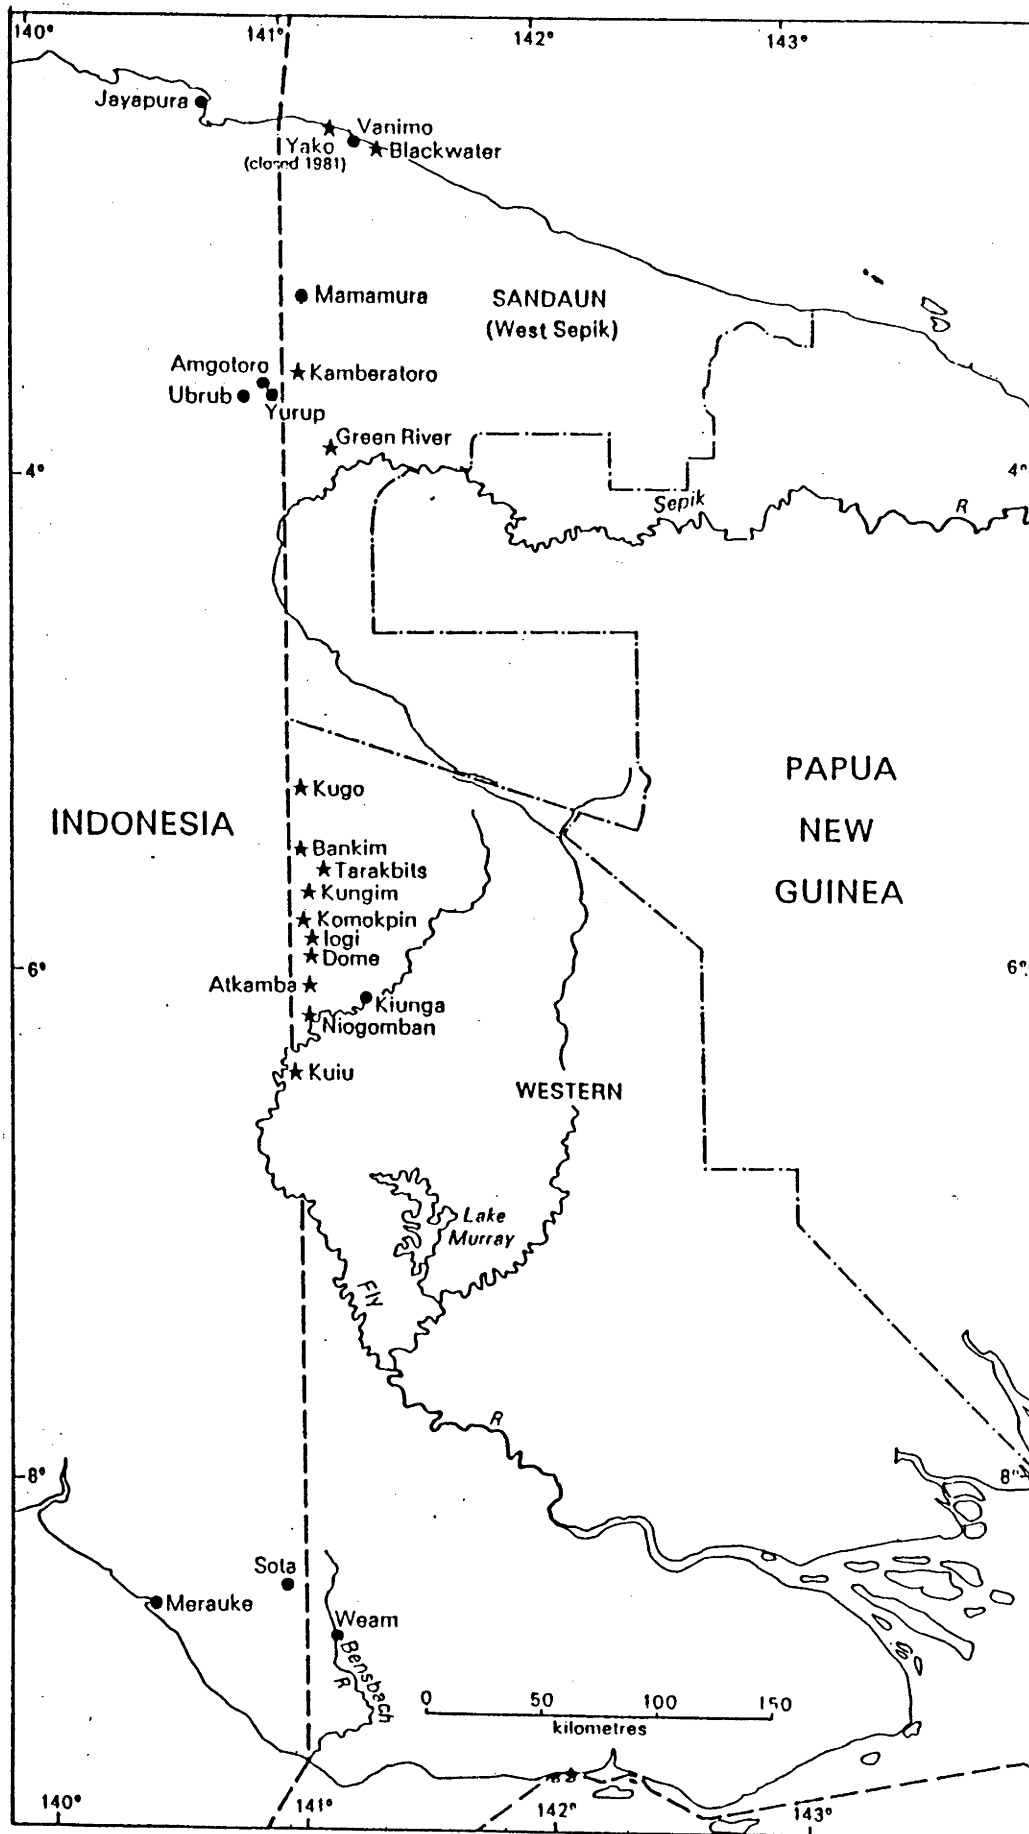 140°
141°
142°
143°
Jayapura
Vanimo
Yako
(closed 1981)
Blackwater
Mamamura
SANDAUN
(West Sepik)
Amgotoro
Kamberatoro
Ubrub
Yurup
Green River
4°
4°
Sepik
R
PAPUA
NEW
GUINEA
INDONESIA
Kugo
Bankim
Tarakbits
Kungim
Komokpin
Iogi
Dome
6°
6°
Atkamba
Kiunga
Niogomban
Kuiu
WESTERN
Lake
Murray
Fly
R
8°
8°
Sota
Merauke
Weam
Bensbach
R
0 50 100 150
kilometres
140°
141°
142°
143°